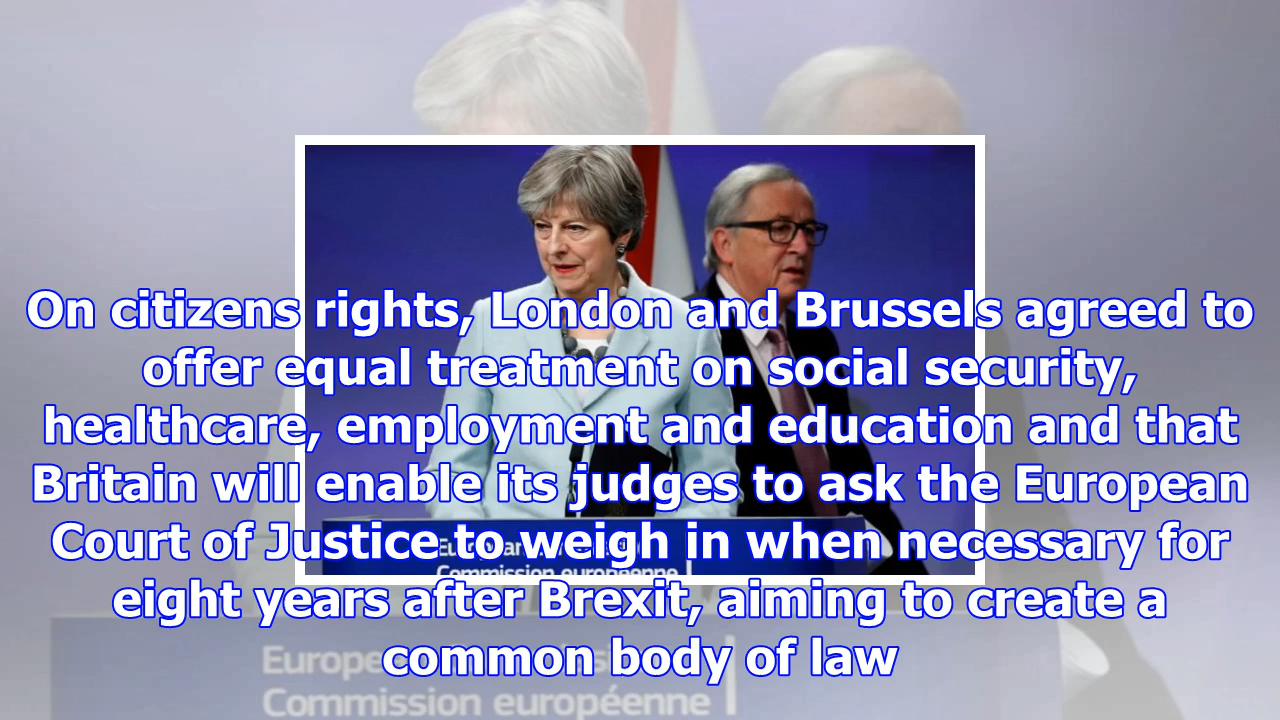 On citizens rights, London and Brussels agreed to
offer equal treatment on social security,
healthcare, employment and education and that
Britain will enable its judges to ask the European
Court of Justice to weigh in when necessary for
eight years after Brexit, aiming to create a
common body of law
Commission européenne
Commission européenne